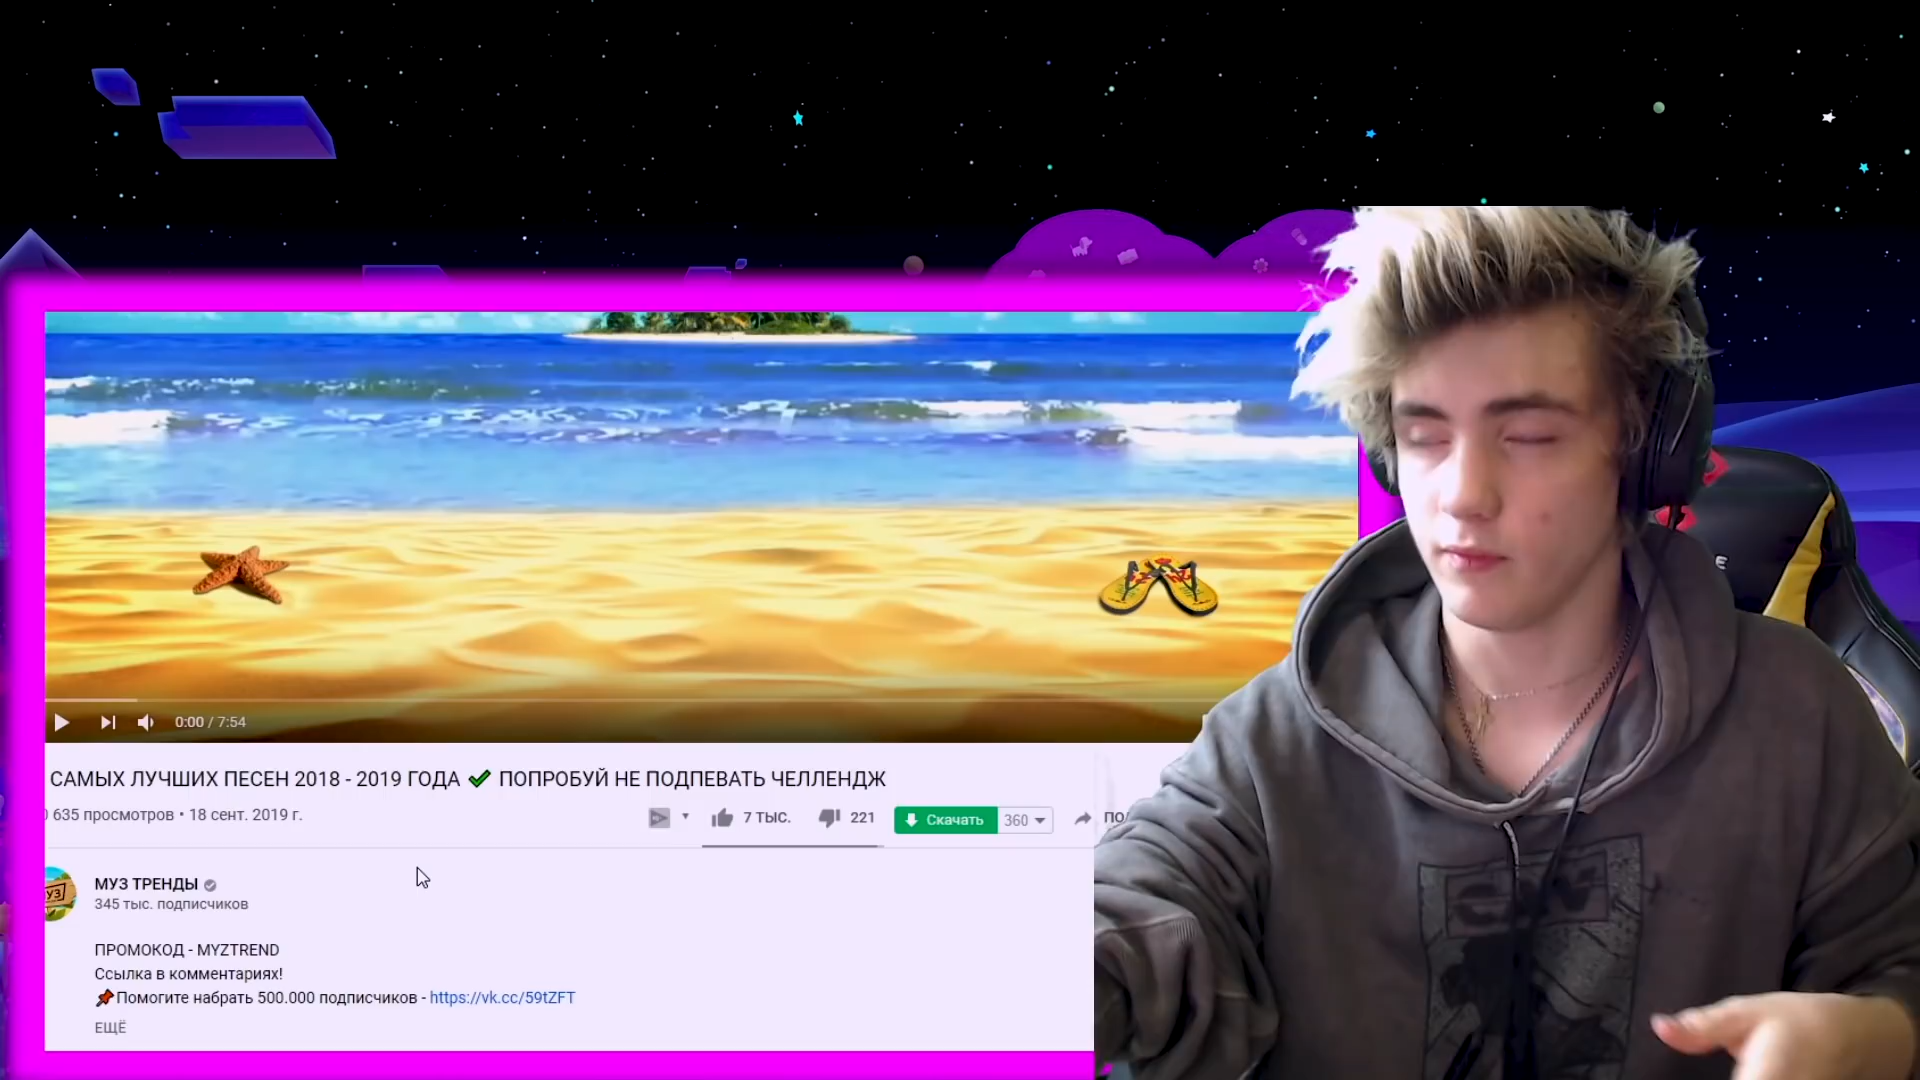 0:00 / 7:54
САМЫХ ЛУЧШИХ ПЕСЕН 2018 - 2019 ГОДА ✔ ПОПРОБУЙ НЕ ПОДПЕВАТЬ ЧЕЛЛЕНДЖ
635 просмотров • 18 сент. 2019 г.
7 ТЫС. 221 Скачать 360
УЗ
МУЗ ТРЕНДЫ
345 тыс. подписчиков
ПРОМОКОД - MYZTREND
Ссылка в комментариях!
📌Помогите набрать 500.000 подписчиков - https://vk.cc/59tZFT
ЕЩЁ